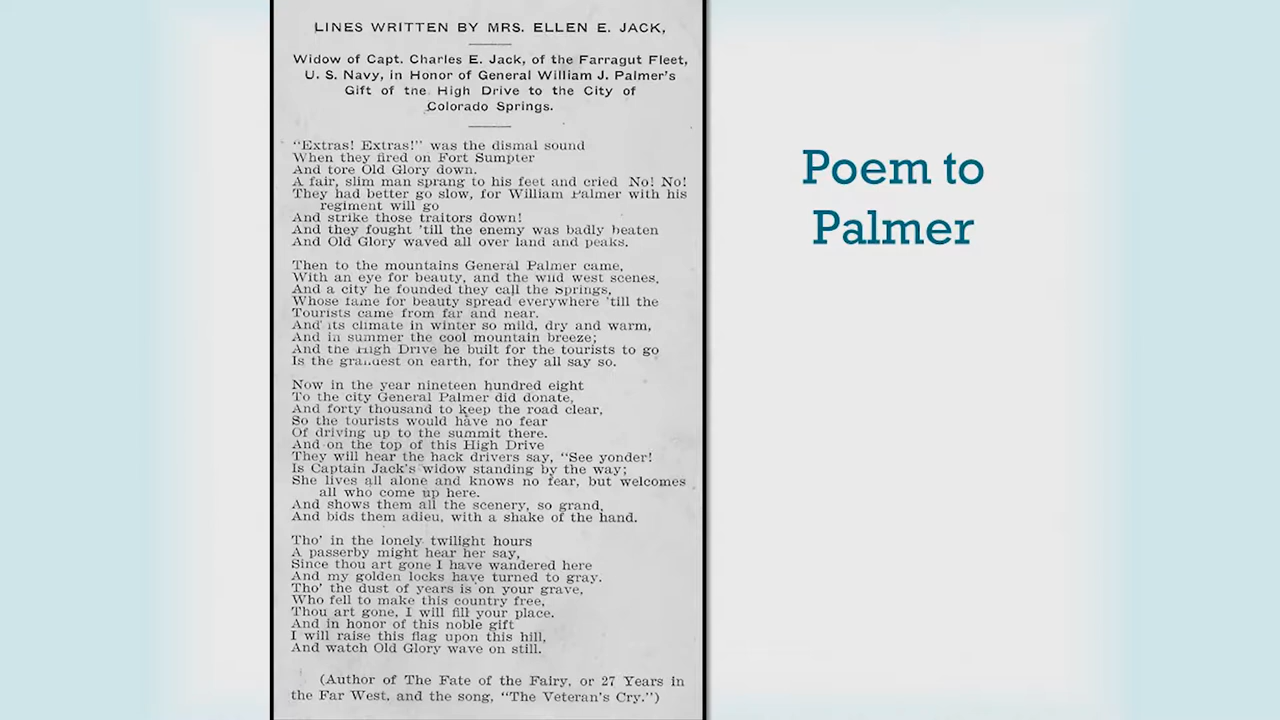 LINES WRITTEN BY MRS. ELLEN E. JACK,
Widow of Capt. Charles E. Jack, of the Farragut Fleet,
U. S. Navy, in Honor of General William J. Palmer's
Gift of the High Drive to the City of
Colorado Springs.
"Extras! Extras!" was the dismal sound
When they fired on Fort Sumpter
And tore Old Glory down.
A fair, slim man sprang to his feet and cried No! No!
They had better go slow, for William Palmer with his
regiment will go
And strike those traitors down!
And they fought 'till the enemy was badly beaten
And Old Glory waved all over land and peaks.
Then to the mountains General Palmer came,
With an eye for beauty, and the wild west scenes,
And a city he founded they call the Springs,
Whose fame for beauty spread everywhere 'till the
Tourists came from far and near.
And its climate in winter so mild, dry and warm,
And in summer the cool mountain breeze;
And the High Drive he built for the tourists to go
Is the grandest on earth, for they all say so.
Now in the year nineteen hundred eight
To the city General Palmer did donate,
And forty thousand to keep the road clear,
So the tourists would have no fear
Of driving up to the summit there.
And on the top of this High Drive
They will hear the hack drivers say, "See yonder!
Is Captain Jack's widow standing by the way;
She lives all alone and knows no fear, but welcomes
all who come up here.
And shows them all the scenery, so grand,
And bids them adieu, with a shake of the hand.
Tho' in the lonely twilight hours
A passerby might hear her say,
Since thou art gone I have wandered here
And my golden locks have turned to gray.
Tho' the dust of years is on your grave,
Who fell to make this country free,
Thou art gone, I will fill your place.
And in honor of this noble gift
I will raise this flag upon this hill,
And watch Old Glory wave on still.
(Author of The Fate of the Fairy, or 27 Years in
the Far West, and the song, "The Veteran's Cry.")
Poem to
Palmer